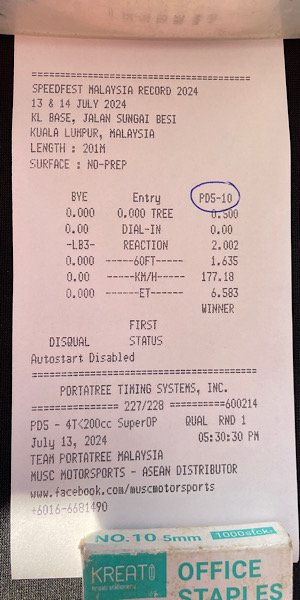 ==========================================
SPEEDFEST MALAYSIA RECORD 2024
13 & 14 JULY 2024
KL BASE, JALAN SUNGAI BESI
KUALA LUMPUR, MALAYSIA
Length : 201M
SURFACE : NO-PREP
BYE Entry PD5-10
0.000 0.000 TREE 0.500
0.00 DIAL-IN 0.00
-LB3- REACTION 2.002
0.000 ------60FT------ 1.635
0.00 ------KM/H------ 177.18
0.000 -------ET------- 6.583
WINNER
FIRST
DISQUAL STATUS
Autostart Disabled
==========================================
PORTATREE TIMING SYSTEMS, INC.
============== 227/228 ==========600214
PD5 - 4T<200cc SuperOP QUAL RND 1
July 13, 2024 05:30:30 PM
TEAM PORTATREE MALAYSIA
MUSC MOTORSPORTS - ASEAN DISTRIBUTOR
www.facebook.com/muscmotorsports
+6016-6681490
NO.10 5mm 1000stcks
KREATI OFFICE
STAPLES